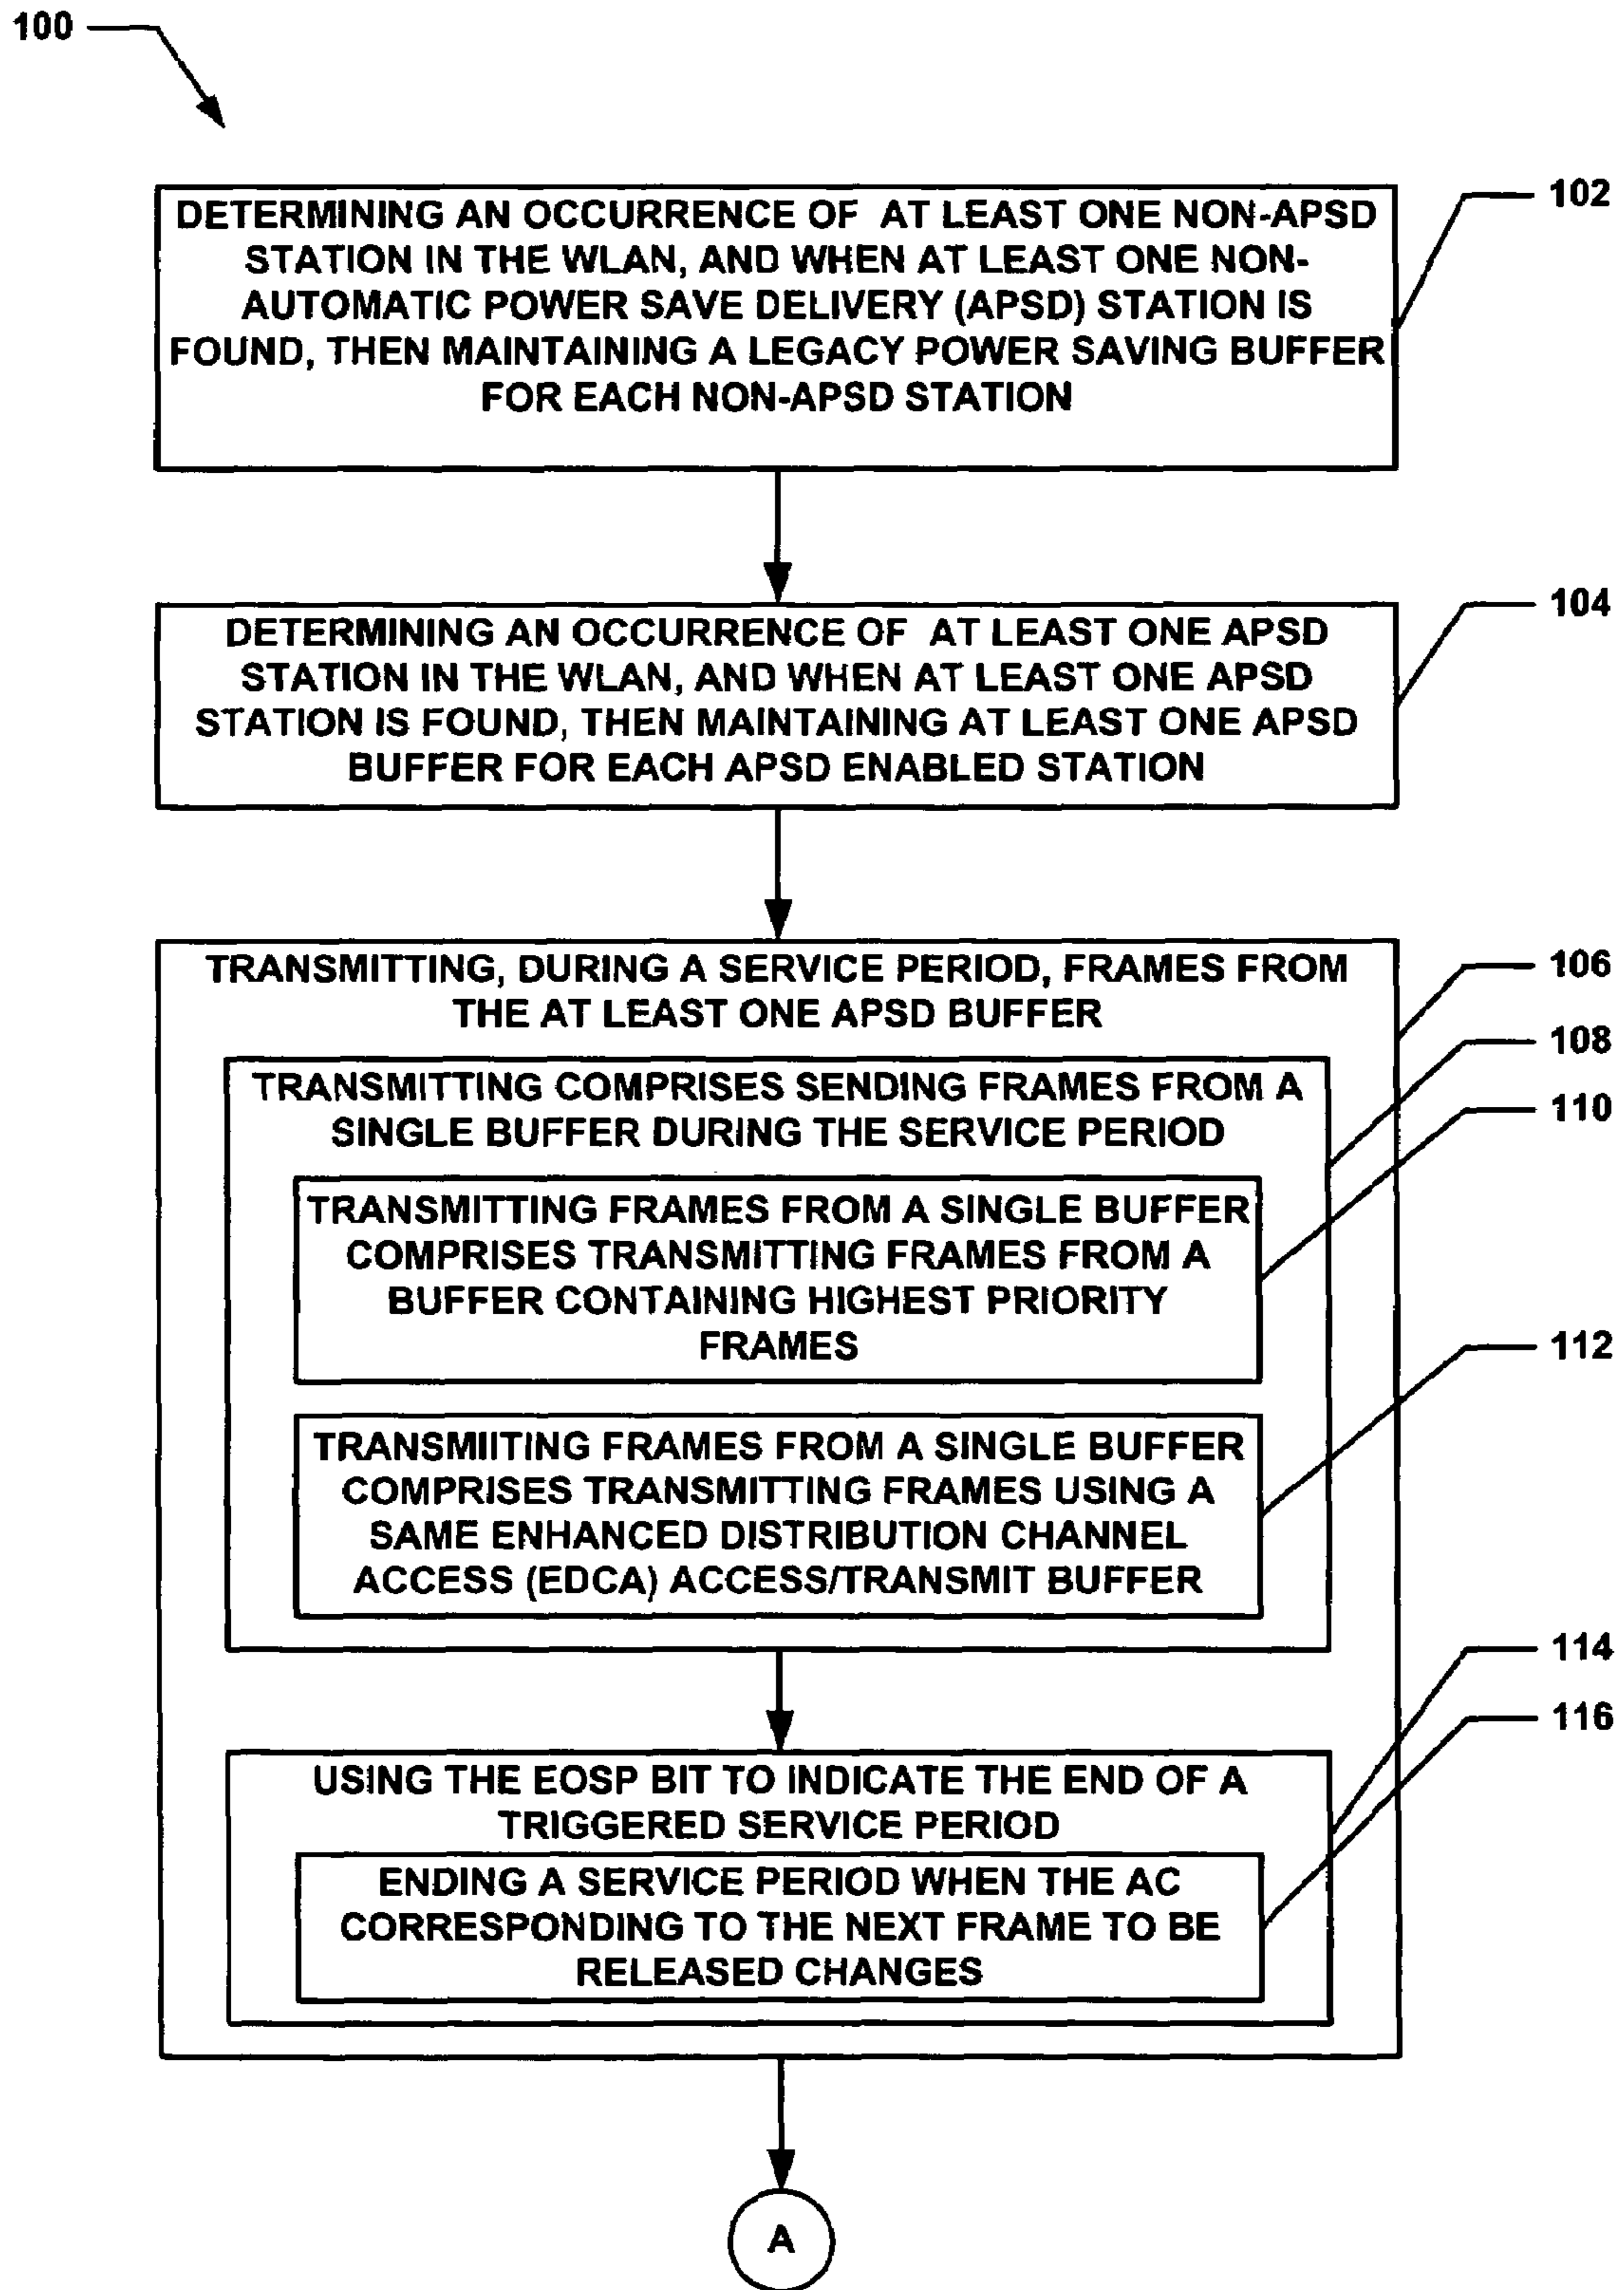 100
DETERMINING AN OCCURRENCE OF AT LEAST ONE NON-APSD
STATION IN THE WLAN, AND WHEN AT LEAST ONE NON-
AUTOMATIC POWER SAVE DELIVERY (APSD) STATION IS
FOUND, THEN MAINTAINING A LEGACY POWER SAVING BUFFER
FOR EACH NON-APSD STATION
102
DETERMINING AN OCCURRENCE OF AT LEAST ONE APSD
STATION IN THE WLAN, AND WHEN AT LEAST ONE APSD
STATION IS FOUND, THEN MAINTAINING AT LEAST ONE APSD
BUFFER FOR EACH APSD ENABLED STATION
104
TRANSMITTING, DURING A SERVICE PERIOD, FRAMES FROM
THE AT LEAST ONE APSD BUFFER
106
TRANSMITTING COMPRISES SENDING FRAMES FROM A
SINGLE BUFFER DURING THE SERVICE PERIOD
108
TRANSMITTING FRAMES FROM A SINGLE BUFFER
COMPRISES TRANSMITTING FRAMES FROM A
BUFFER CONTAINING HIGHEST PRIORITY
FRAMES
110
TRANSMIITING FRAMES FROM A SINGLE BUFFER
COMPRISES TRANSMITTING FRAMES USING A
SAME ENHANCED DISTRIBUTION CHANNEL
ACCESS (EDCA) ACCESS/TRANSMIT BUFFER
112
USING THE EOSP BIT TO INDICATE THE END OF A
TRIGGERED SERVICE PERIOD
114
ENDING A SERVICE PERIOD WHEN THE AC
CORRESPONDING TO THE NEXT FRAME TO BE
RELEASED CHANGES
116
A